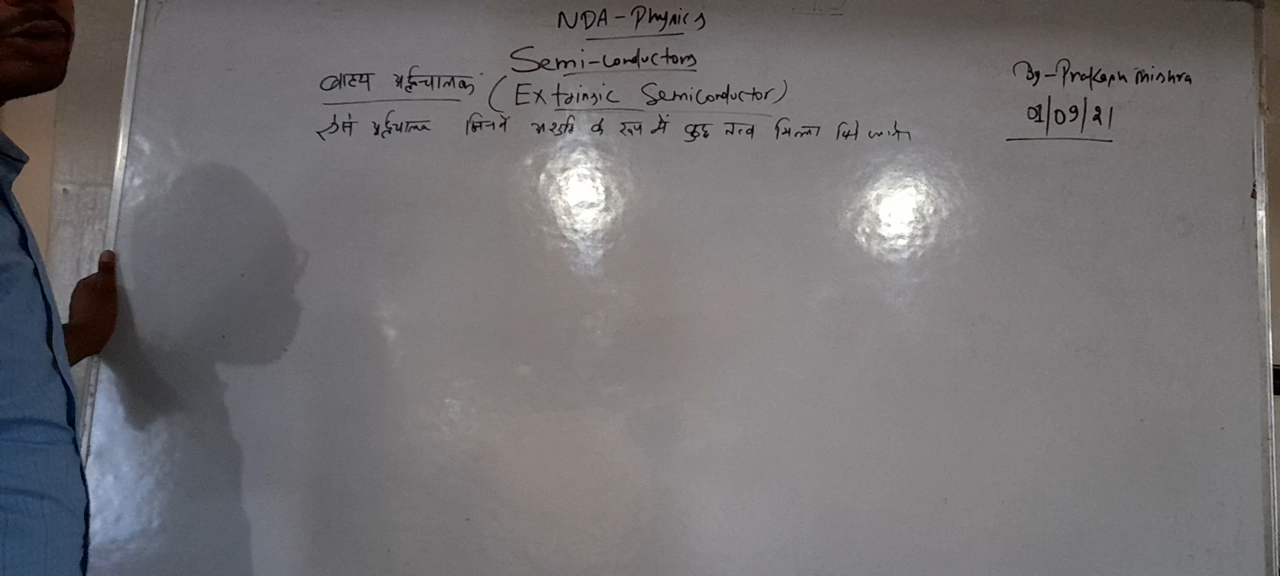 NDA - Physics
Semi-conductors
बाह्य अर्द्धचालक (Extrinsic Semiconductor)
ऐसे अर्द्धचालक जिनमें अशुद्धि के रूप में कुछ तत्व मिला दिये जाते
By - Prakash Mishra
01/09/21